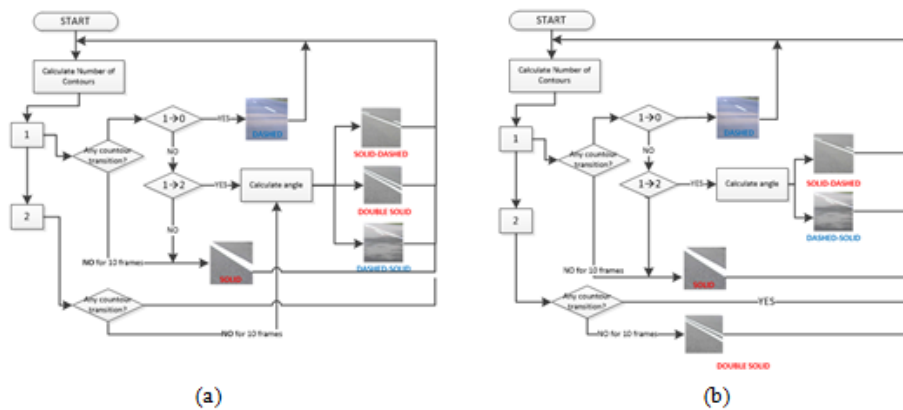 START
Calculate Number of
Contours
1
Any countour
transition?
1→0
YES
DASHED
NO
1→2
YES
Calculate angle
SOLID-DASHED
DOUBLE SOLID
DASHED-SOLID
NO
2
NO for 10 frames
SOLID
Any countour
transition?
NO for 10 frames
(a)
START
Calculate Number of
Contours
1
Any countour
transition?
1→0
YES
DASHED
NO
1→2
YES
Calculate angle
SOLID-DASHED
DASHED-SOLID
2
NO for 10 frames
SOLID
Any countour
transition?
YES
NO for 10 frames
DOUBLE SOLID
(b)